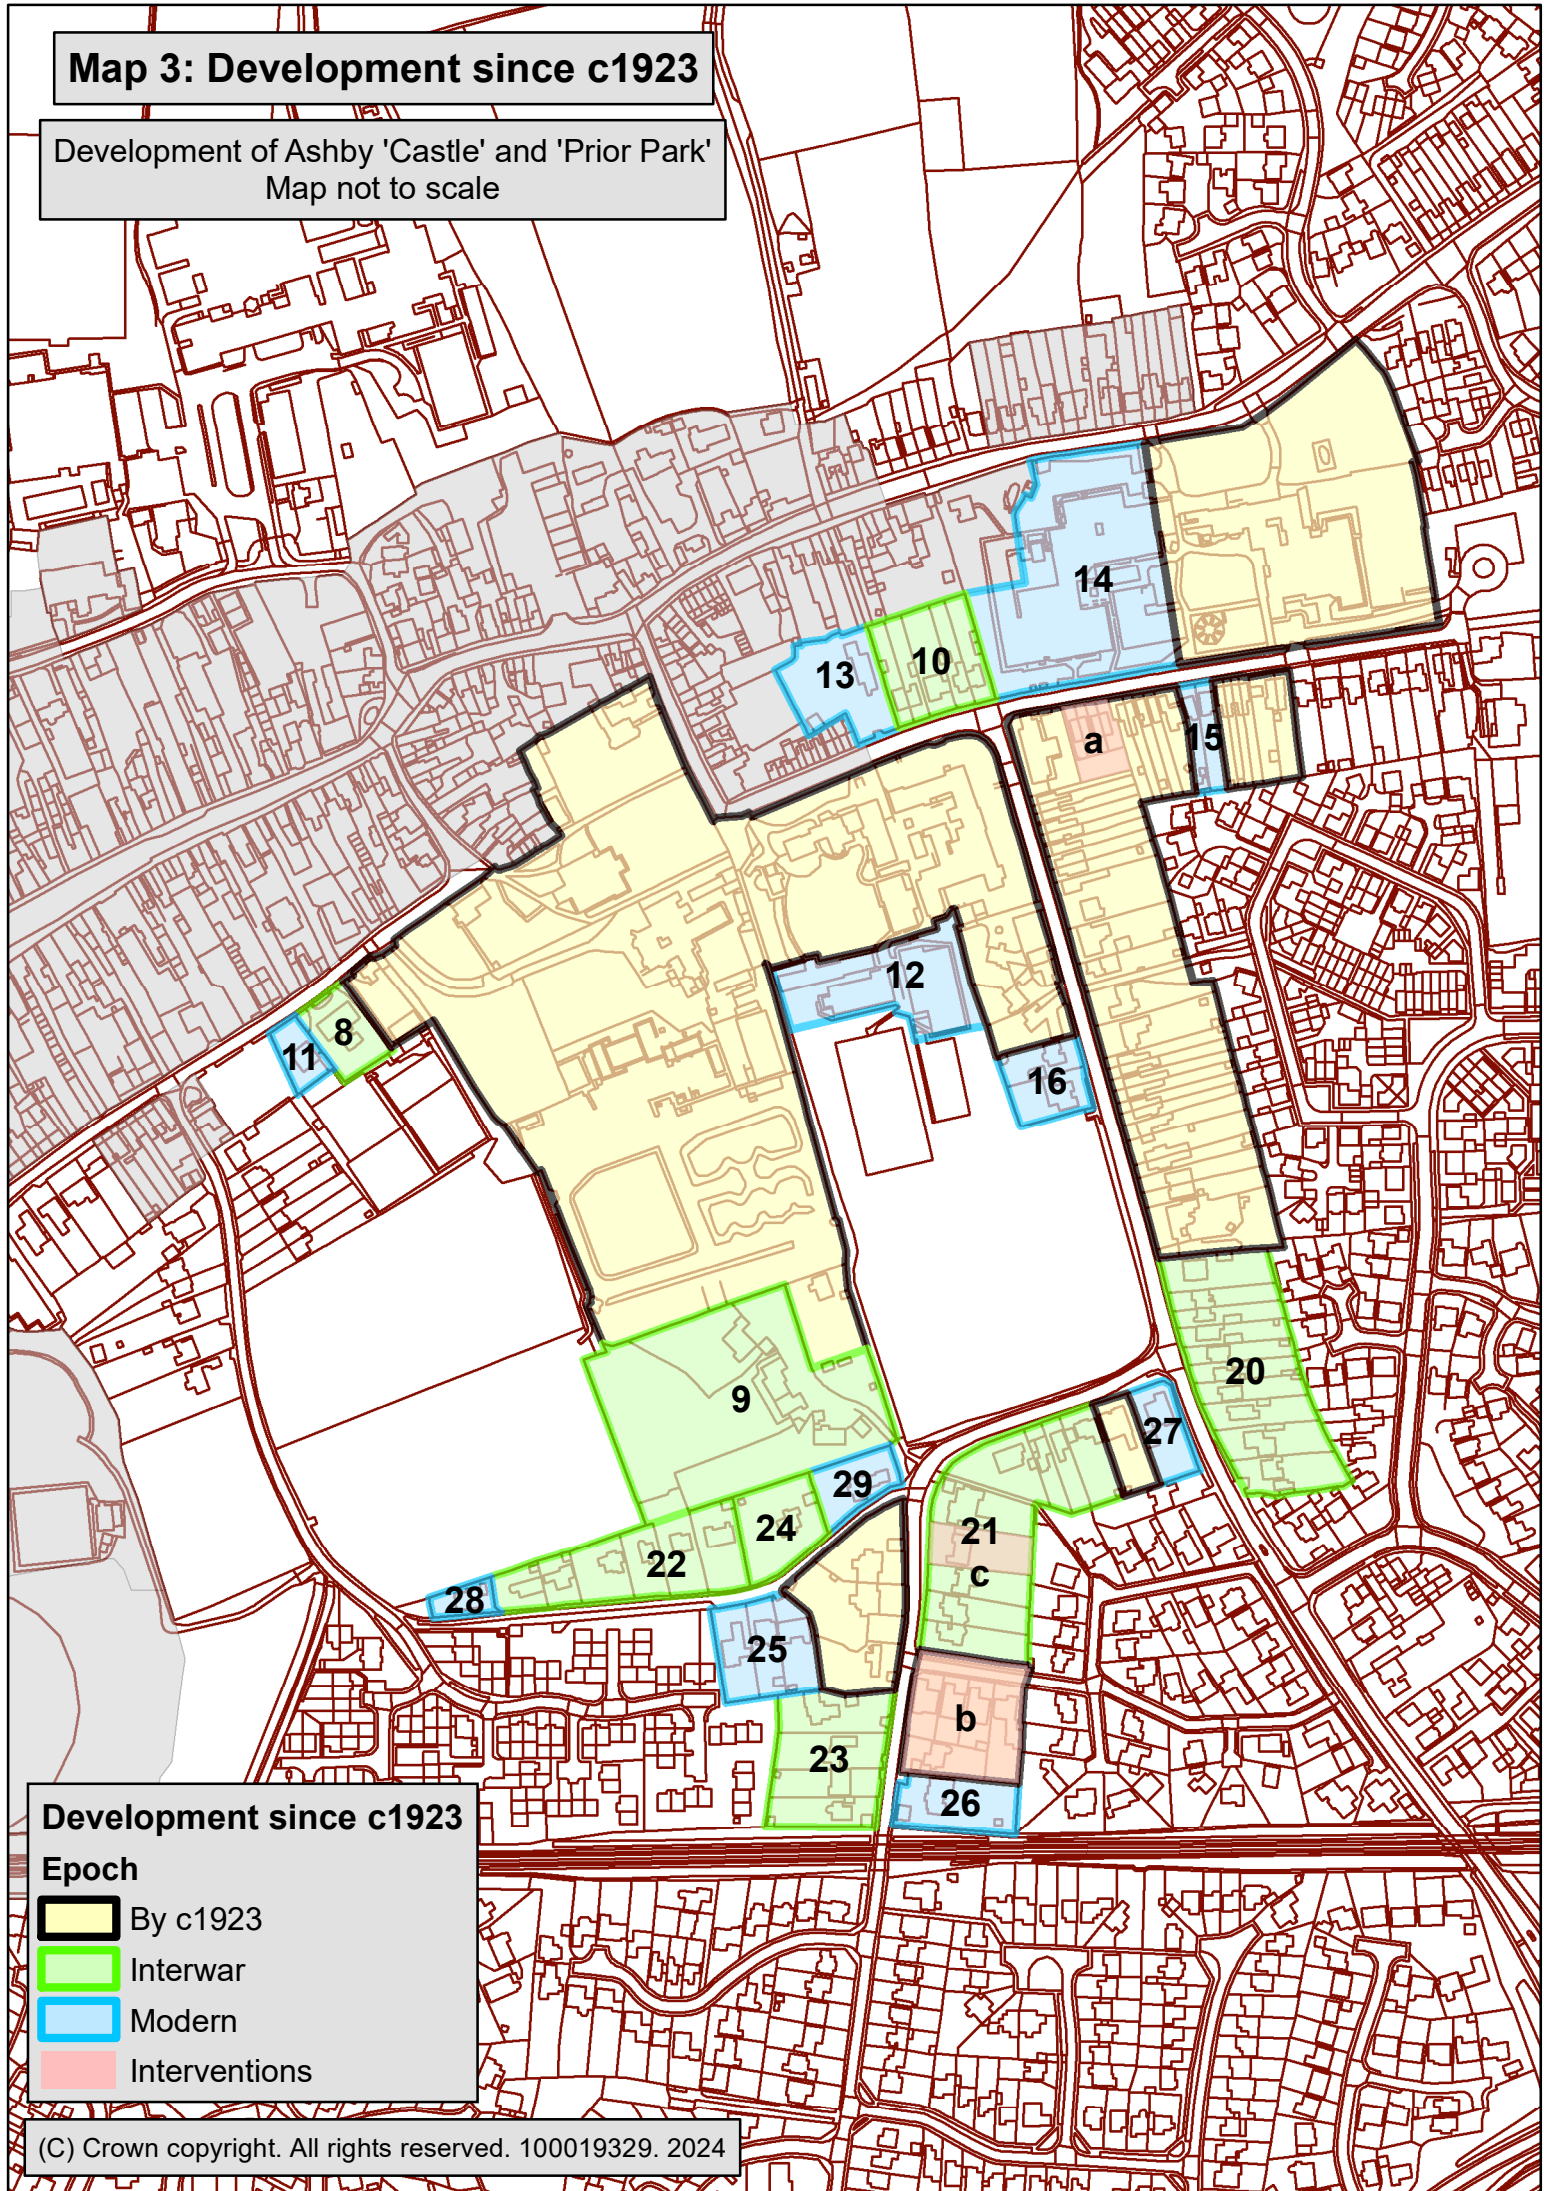 Map 3: Development since c1923
Development of Ashby 'Castle' and 'Prior Park'
Map not to scale
14
10
13
a
15
12
8
11
16
9
20
27
29
21
24
22
c
28
25
b
23
26
Development since c1923
Epoch
By c1923
Interwar
Modern
Interventions
(C) Crown copyright. All rights reserved. 100019329. 2024